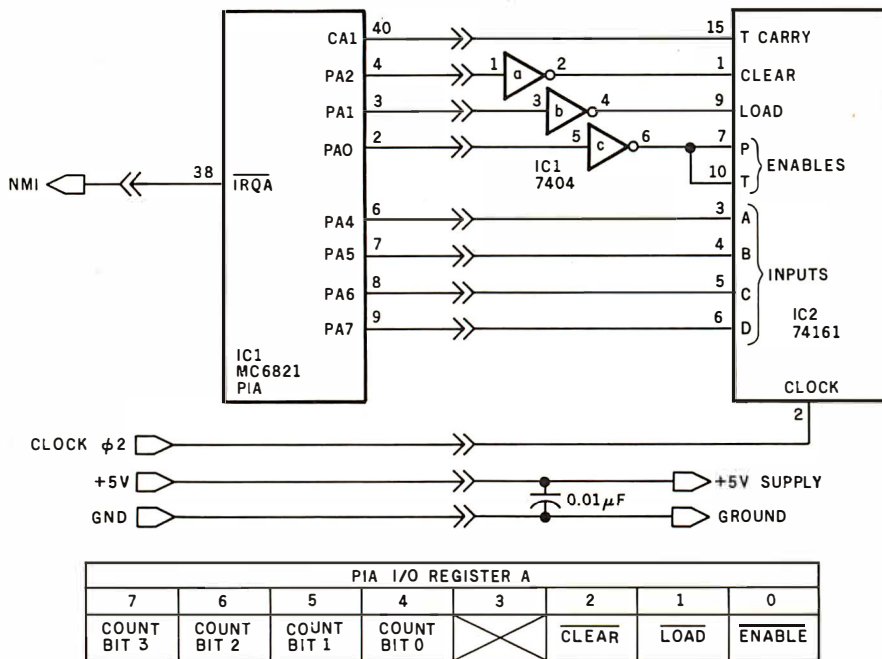 CA1 40 15 T CARRY
PA2 4 1 a 2 1 CLEAR
PA1 3 3 b 4 9 LOAD
PA0 2 5 c 6 7 P
10 T
ENABLES
IC1
7404
NMI 38 IRQA
PA4 6 3 A
PA5 7 4 B
PA6 8 5 C
PA7 9 6 D
INPUTS
IC2
74161
IC1
MC6821
PIA
CLOCK
2
CLOCK φ2
+5V +5V SUPPLY
0.01μF
GND GROUND
PIA I/O REGISTER A
7 6 5 4 3 2 1 0
COUNT BIT 3 COUNT BIT 2 COUNT BIT 1 COUNT BIT 0 CLEAR LOAD ENABLE